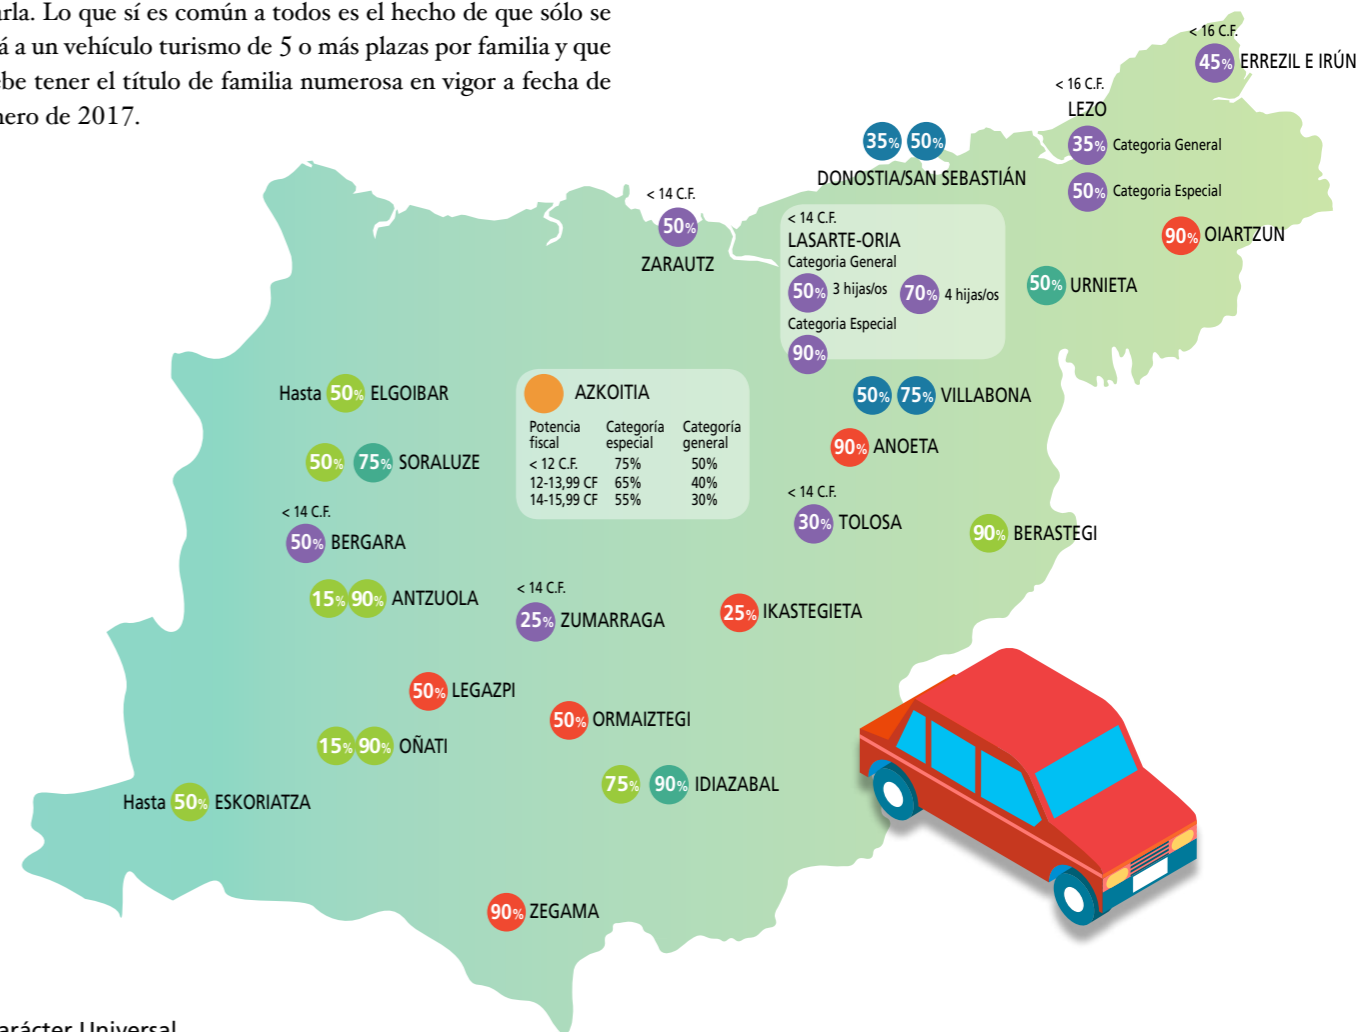 arla. Lo que sí es común a todos es el hecho de que sólo se
á a un vehículo turismo de 5 o más plazas por familia y que
ebe tener el título de familia numerosa en vigor a fecha de
nero de 2017.
< 16 C.F.
45% ERREZIL E IRÚN
< 16 C.F.
LEZO
35% Categoria General
50% Categoria Especial
35% 50%
DONOSTIA/SAN SEBASTIÁN
90% OIARTZUN
< 14 C.F.
50%
ZARAUTZ
< 14 C.F.
LASARTE-ORIA
Categoria General
50% 3 hijas/os 70% 4 hijas/os
Categoria Especial
90%
50% URNIETA
Hasta 50% ELGOIBAR
AZKOITIA
Potencia fiscal Categoría especial Categoría general
< 12 C.F. 75% 50%
12-13,99 CF 65% 40%
14-15,99 CF 55% 30%
50% 75% VILLABONA
90% ANOETA
50% 75% SORALUZE
< 14 C.F.
30% TOLOSA
< 14 C.F.
50% BERGARA
90% BERASTEGI
15% 90% ANTZUOLA
< 14 C.F.
25% ZUMARRAGA
25% IKASTEGIETA
50% LEGAZPI
50% ORMAIZTEGI
15% 90% OÑATI
75% 90% IDIAZABAL
Hasta 50% ESKORIATZA
90% ZEGAMA
arácter Universal